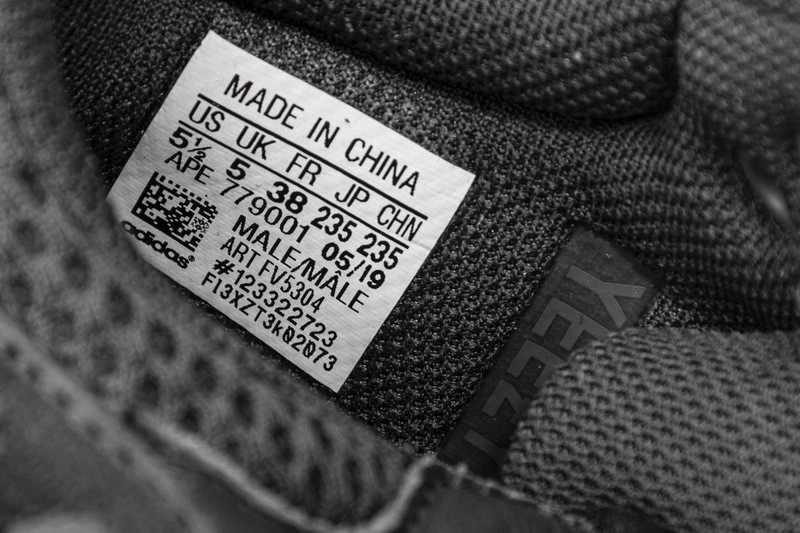 MADE IN CHINA
US UK FR JP CHN
5½ 5 38 235 235
APE 779001 05/19
MALE/MÂLE
ART FV5304
#123322723
F13XZT3k02073
adidas®
YEEZY